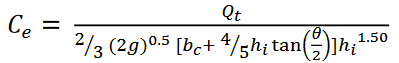 C_e = Q_t / (2/3 (2g)^0.5 [b_c + 4/5 h_i tan(θ/2)] h_i^1.50)